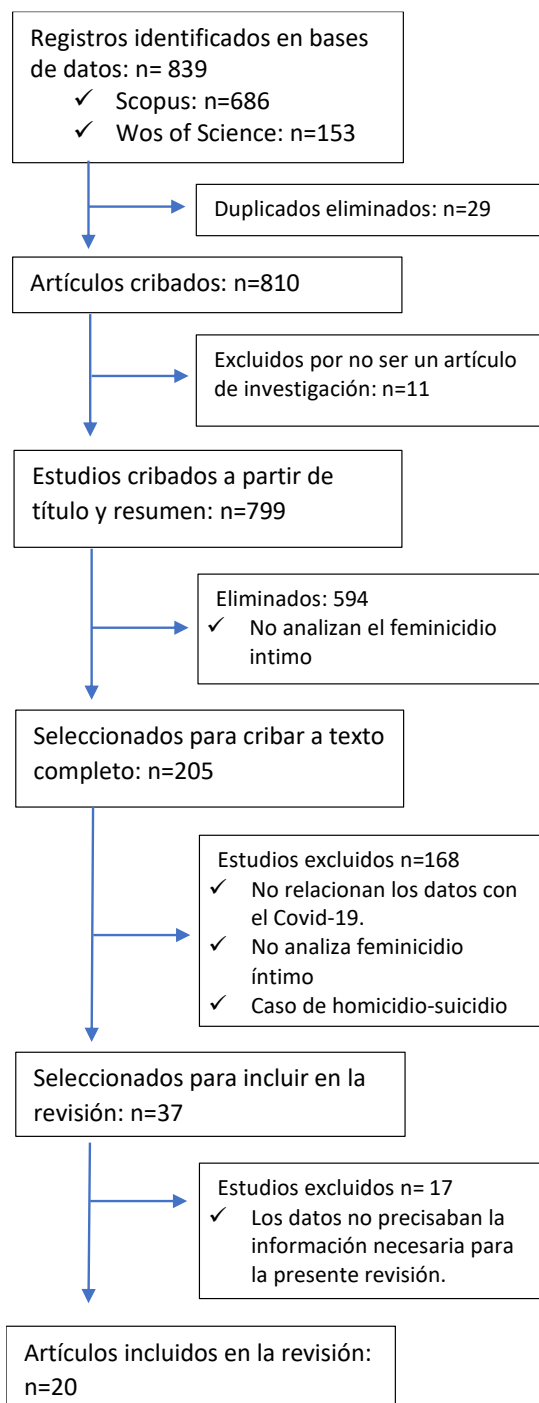 Registros identificados en bases
de datos: n= 839
✓ Scopus: n=686
✓ Wos of Science: n=153
Duplicados eliminados: n=29
Artículos cribados: n=810
Excluidos por no ser un artículo
de investigación: n=11
Estudios cribados a partir de
título y resumen: n=799
Eliminados: 594
✓ No analizan el feminicidio
intimo
Seleccionados para cribar a texto
completo: n=205
Estudios excluidos n=168
✓ No relacionan los datos con
el Covid-19.
✓ No analiza feminicidio
íntimo
✓ Caso de homicidio-suicidio
Seleccionados para incluir en la
revisión: n=37
Estudios excluidos n= 17
✓ Los datos no precisaban la
información necesaria para
la presente revisión.
Artículos incluidos en la revisión:
n=20